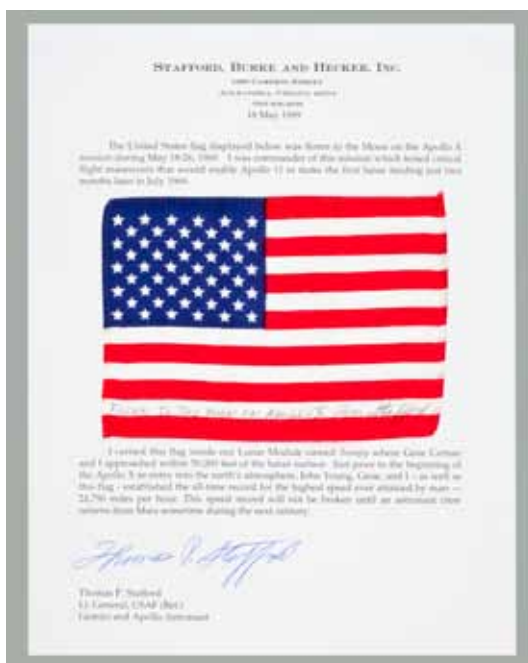 STAFFORD, BURKE AND HECKER, INC.
18 May 1999
The United States flag displayed below was flown to the Moon on the Apollo X
mission during May 18-26, 1969. I was commander of this mission which tested critical
flight maneuvers that would enable Apollo 11 to make the first lunar landing just two
months later in July 1969.
Flown To The Moon on Apollo X
I carried this flag inside our Lunar Module named Snoopy where Gene Cernan
and I approached within 50,000 feet of the lunar surface. Just prior to the beginning of
the Apollo X re-entry into the earth's atmosphere, John Young, Gene, and I - as well as
this flag - established the all-time record for the highest speed ever attained by man --
miles per hour. This speed record will not be broken until an astronaut crew
returns from Mars sometime during the next century.
Thomas P. Stafford
Thomas P. Stafford
Lt. General, USAF (Ret.)
Gemini and Apollo Astronaut